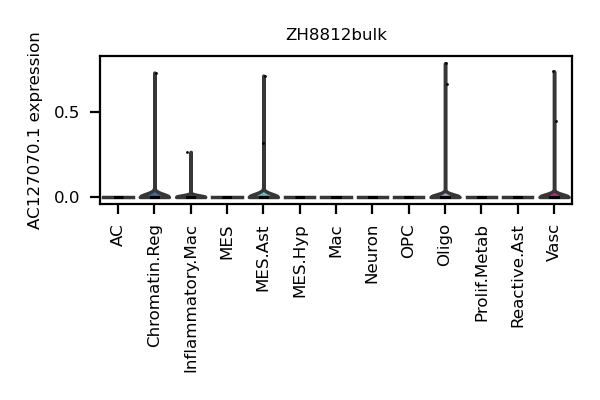 ZH8812bulk
AC127070.1 expression
0.5
0.0
AC
Chromatin.Reg
Inflammatory.Mac
MES
MES.Ast
MES.Hyp
Mac
Neuron
OPC
Oligo
Prolif.Metab
Reactive.Ast
Vasc